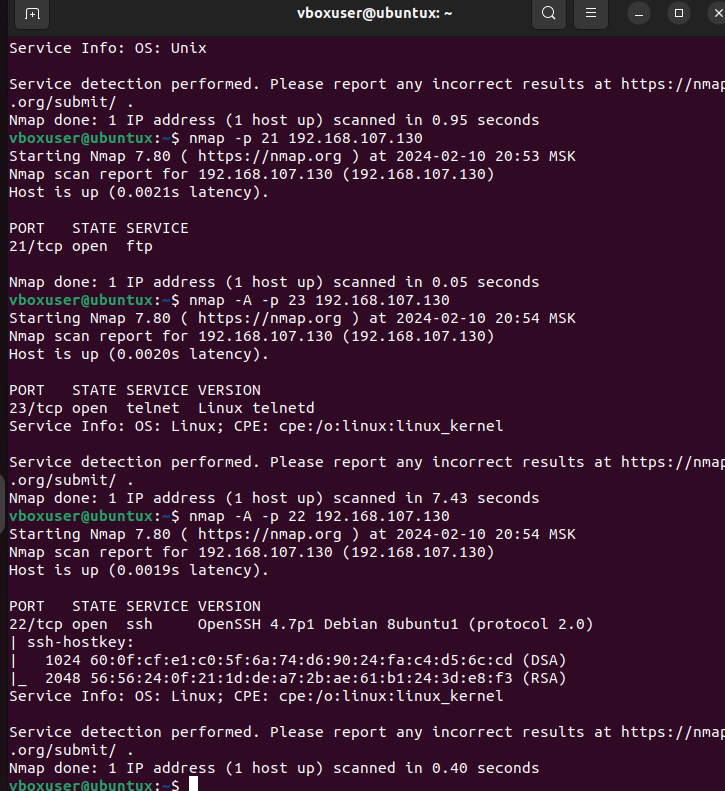 vboxuser@ubuntux: ~
Service Info: OS: Unix
Service detection performed. Please report any incorrect results at https://nmap
.org/submit/ .
Nmap done: 1 IP address (1 host up) scanned in 0.95 seconds
vboxuser@ubuntux:~$ nmap -p 21 192.168.107.130
Starting Nmap 7.80 ( https://nmap.org ) at 2024-02-10 20:53 MSK
Nmap scan report for 192.168.107.130 (192.168.107.130)
Host is up (0.0021s latency).
PORT   STATE SERVICE
21/tcp open  ftp
Nmap done: 1 IP address (1 host up) scanned in 0.05 seconds
vboxuser@ubuntux:~$ nmap -A -p 23 192.168.107.130
Starting Nmap 7.80 ( https://nmap.org ) at 2024-02-10 20:54 MSK
Nmap scan report for 192.168.107.130 (192.168.107.130)
Host is up (0.0020s latency).
PORT   STATE SERVICE VERSION
23/tcp open  telnet  Linux telnetd
Service Info: OS: Linux; CPE: cpe:/o:linux:linux_kernel
Service detection performed. Please report any incorrect results at https://nmap
.org/submit/ .
Nmap done: 1 IP address (1 host up) scanned in 7.43 seconds
vboxuser@ubuntux:~$ nmap -A -p 22 192.168.107.130
Starting Nmap 7.80 ( https://nmap.org ) at 2024-02-10 20:54 MSK
Nmap scan report for 192.168.107.130 (192.168.107.130)
Host is up (0.0019s latency).
PORT   STATE SERVICE VERSION
22/tcp open  ssh     OpenSSH 4.7p1 Debian 8ubuntu1 (protocol 2.0)
| ssh-hostkey:
|   1024 60:0f:cf:e1:c0:5f:6a:74:d6:90:24:fa:c4:d5:6c:cd (DSA)
|_  2048 56:56:24:0f:21:1d:de:a7:2b:ae:61:b1:24:3d:e8:f3 (RSA)
Service Info: OS: Linux; CPE: cpe:/o:linux:linux_kernel
Service detection performed. Please report any incorrect results at https://nmap
.org/submit/ .
Nmap done: 1 IP address (1 host up) scanned in 0.40 seconds
vboxuser@ubuntux:~$